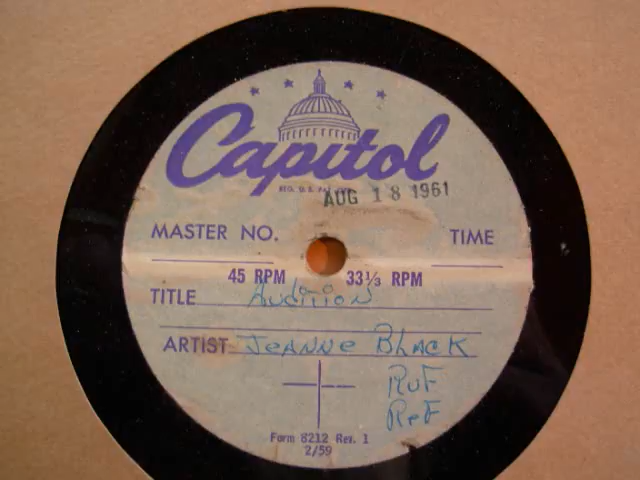 Capitol
REG. U.S. PAT.
AUG 18 1961
MASTER NO. TIME
45 RPM 33⅓ RPM
TITLE Audition
ARTIST Jeanne Black
RuF
ReF
Form 8212 Rev. 1
2/59